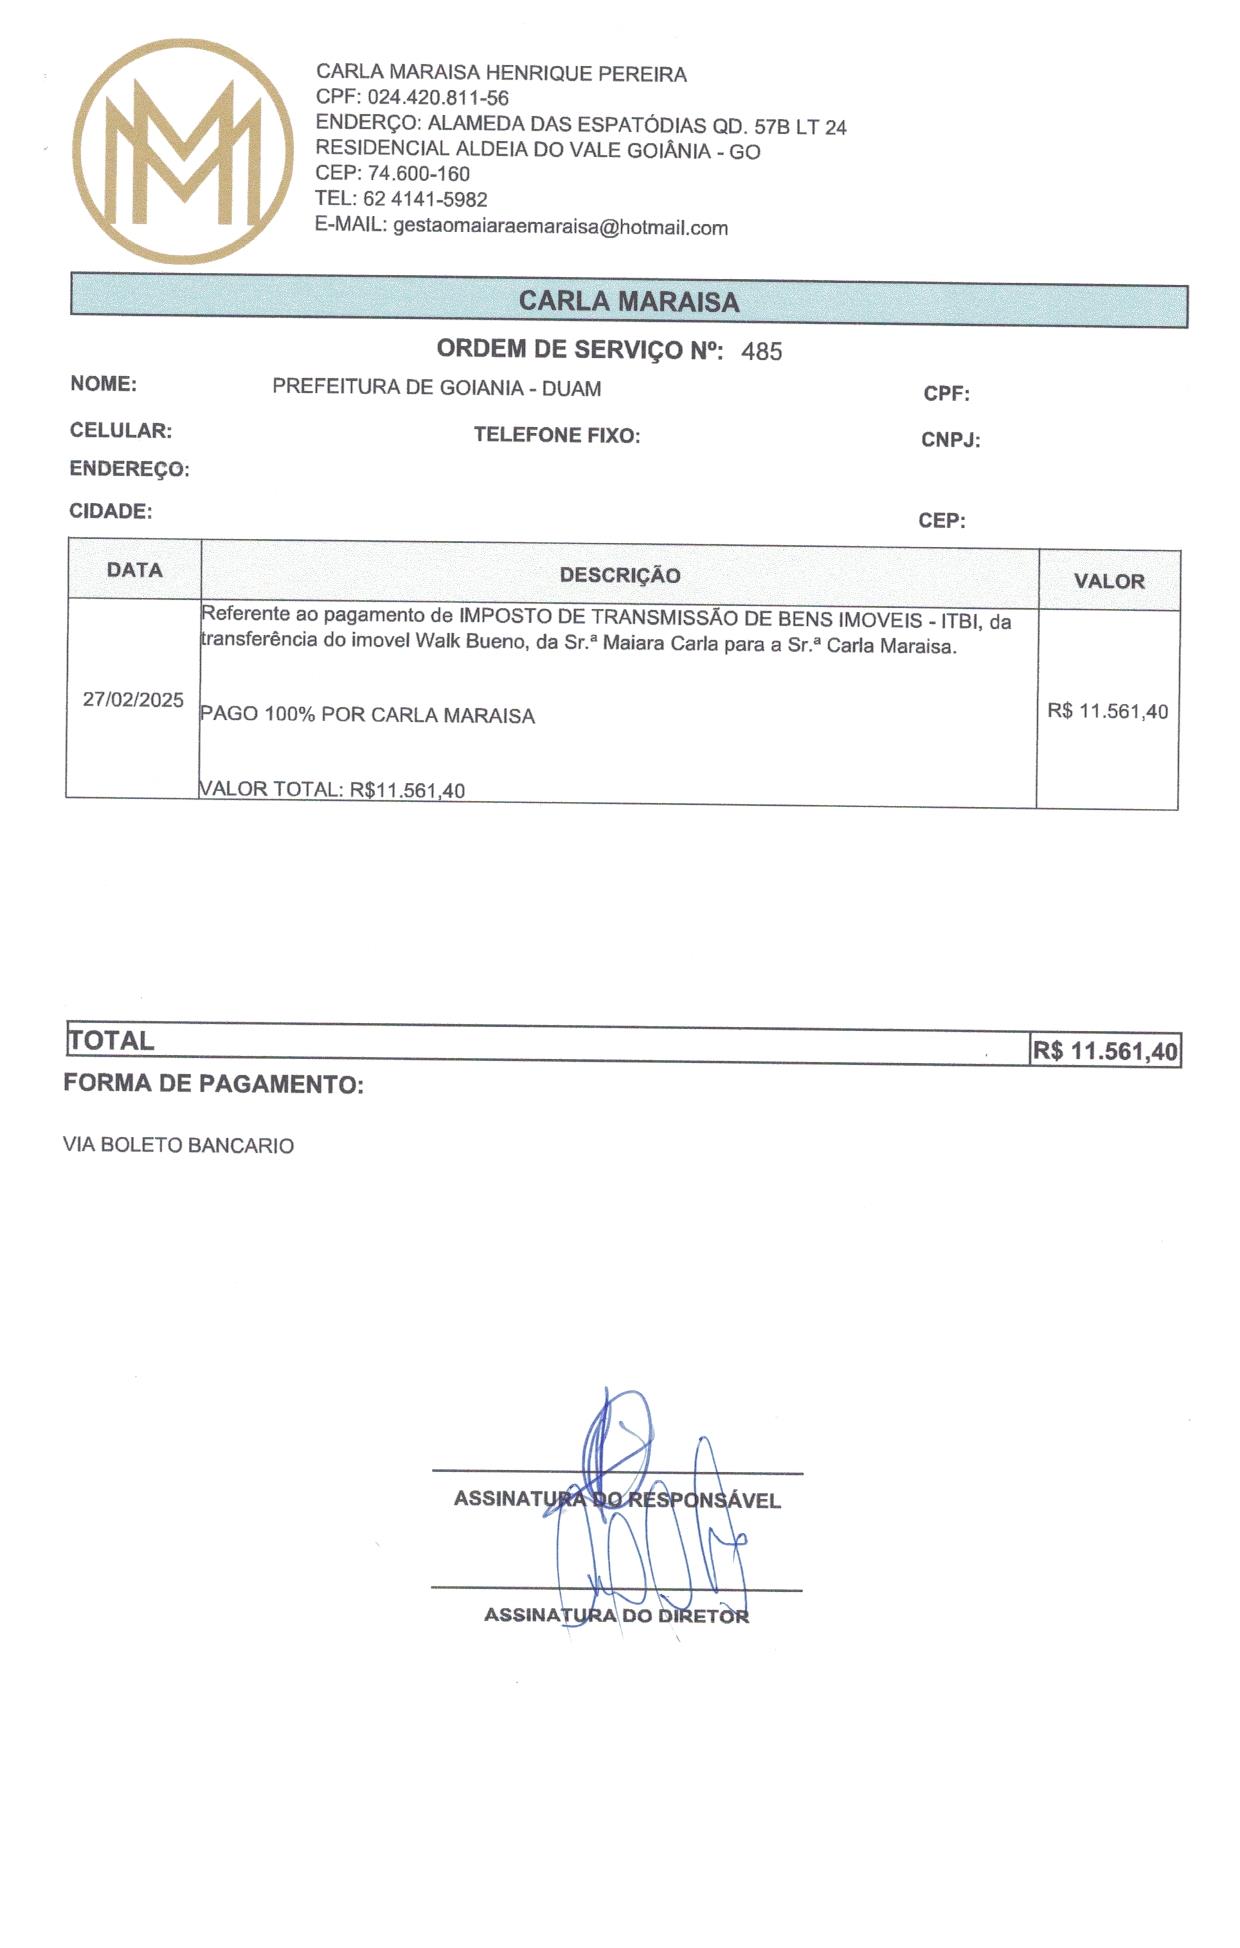 CARLA MARAISA HENRIQUE PEREIRA
CPF: 024.420.811-56
ENDERÇO: ALAMEDA DAS ESPATÓDIAS QD. 57B LT 24
RESIDENCIAL ALDEIA DO VALE GOIÂNIA - GO
CEP: 74.600-160
TEL: 62 4141-5982
E-MAIL: gestaomaiaraemaraisa@hotmail.com
CARLA MARAISA
ORDEM DE SERVIÇO Nº: 485
NOME: PREFEITURA DE GOIANIA - DUAM CPF:
CELULAR: TELEFONE FIXO: CNPJ:
ENDEREÇO:
CIDADE: CEP:
DATA DESCRIÇÃO VALOR
Referente ao pagamento de IMPOSTO DE TRANSMISSÃO DE BENS IMOVEIS - ITBI, da
transferência do imovel Walk Bueno, da Sr.ª Maiara Carla para a Sr.ª Carla Maraisa.
27/02/2025 PAGO 100% POR CARLA MARAISA R$ 11.561,40
VALOR TOTAL: R$11.561,40
TOTAL R$ 11.561,40
FORMA DE PAGAMENTO:
VIA BOLETO BANCARIO
ASSINATURA DO RESPONSÁVEL
ASSINATURA DO DIRETOR